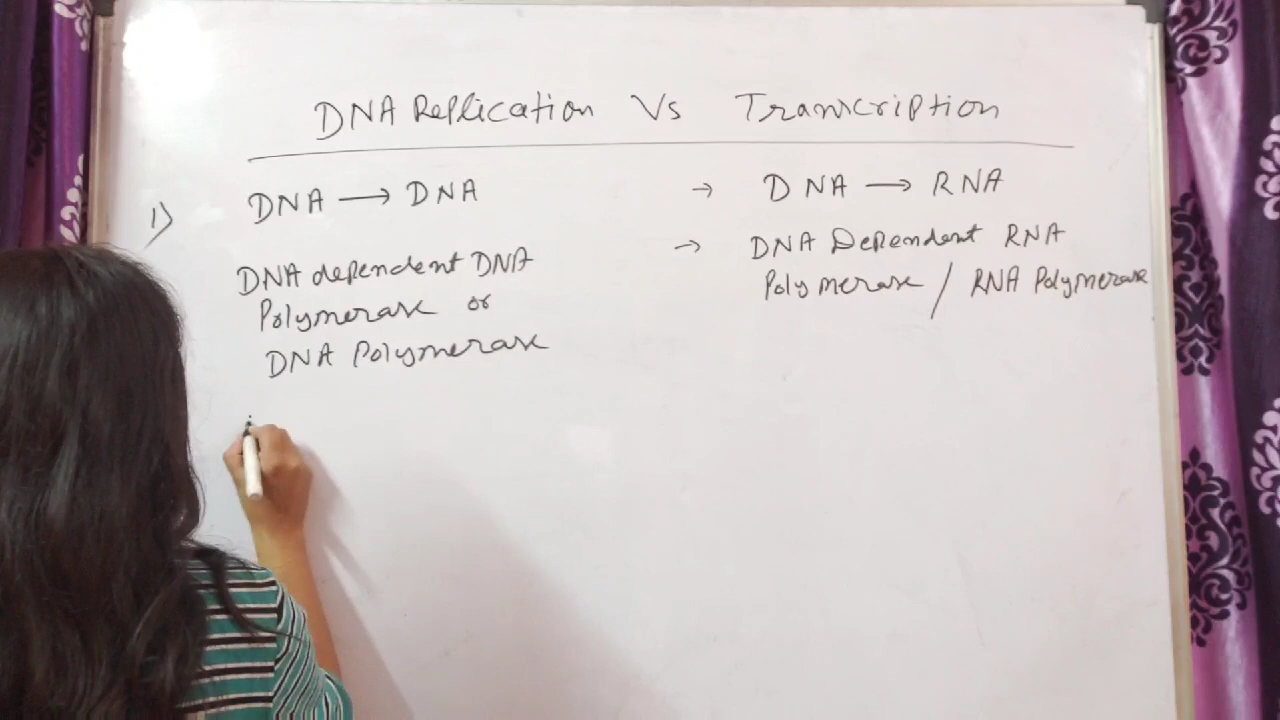 DNA Replication Vs Transcription
1) DNA → DNA → DNA → RNA
DNA dependent DNA
Polymerase or
DNA Polymerase
→ DNA Dependent RNA
Polymerase / RNA Polymerase